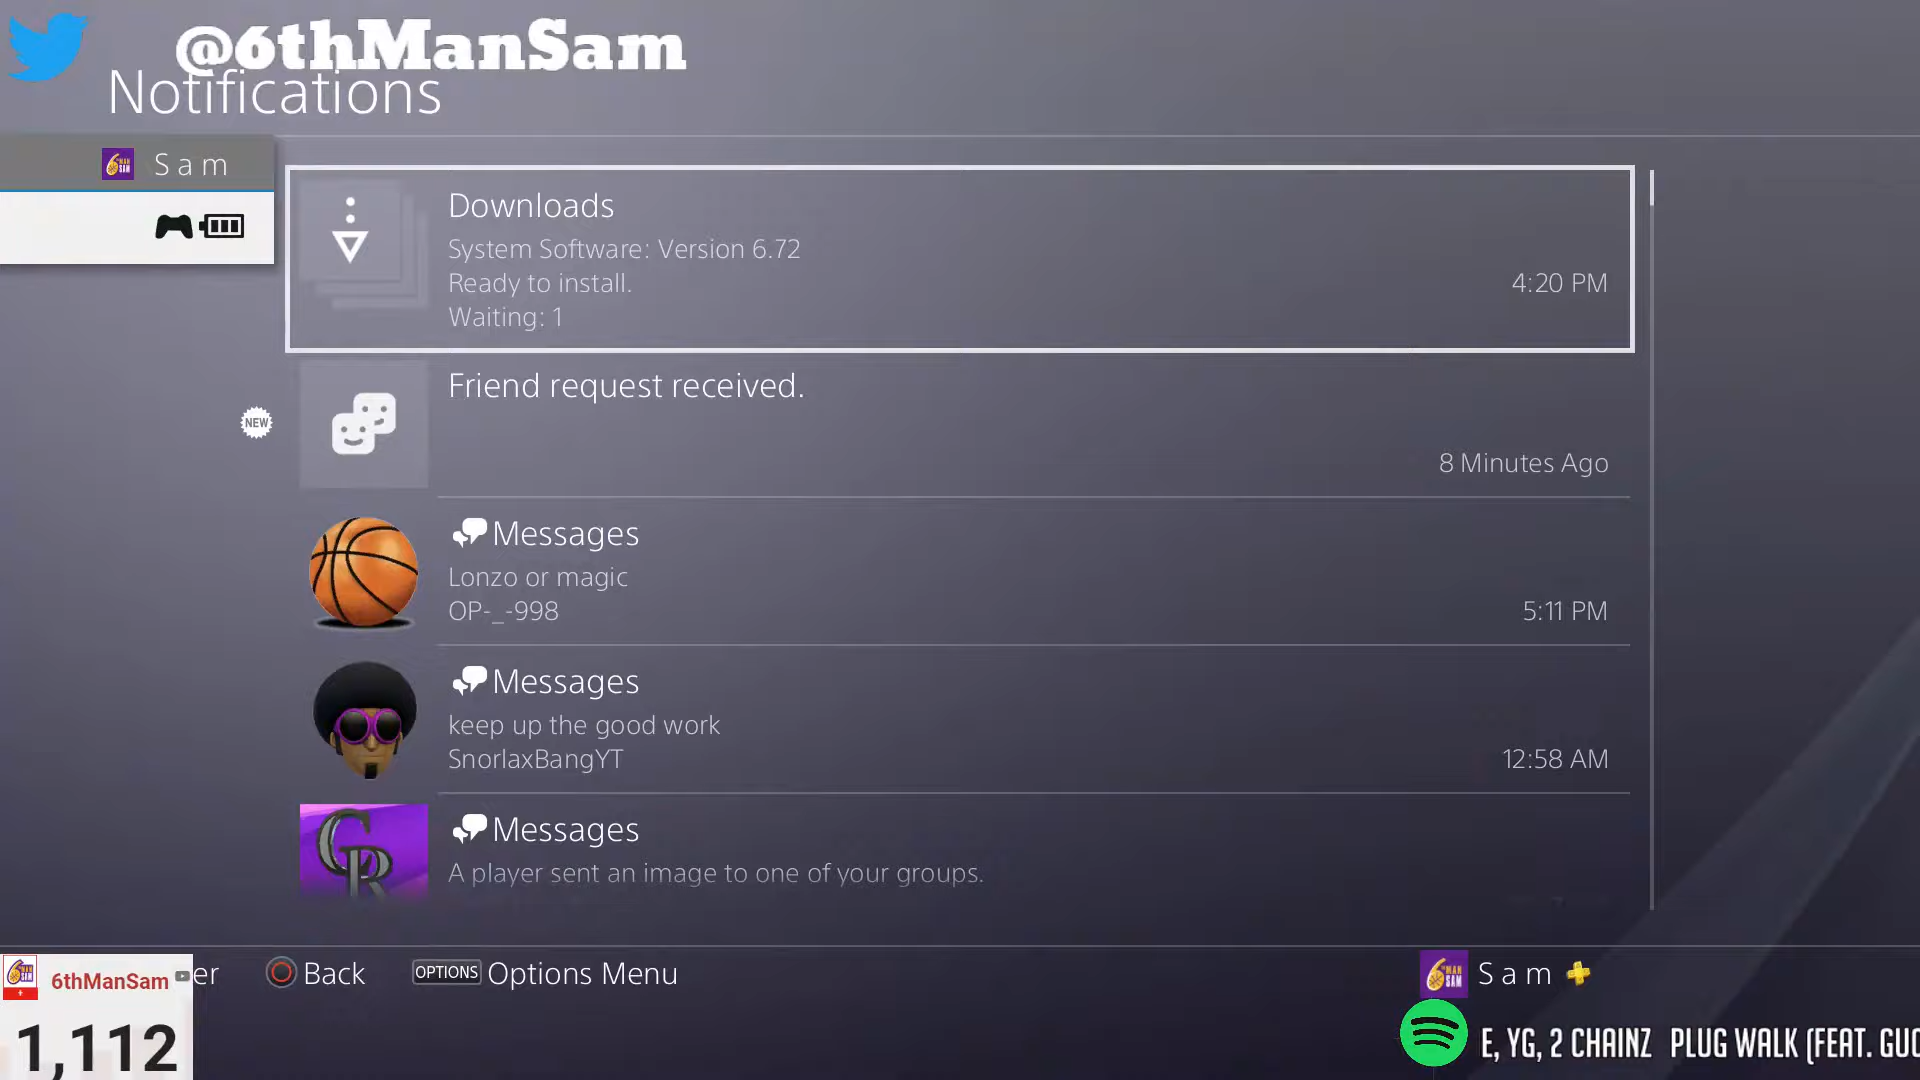 @6thManSam
Notifications
Sam
Downloads
System Software: Version 6.72
Ready to install.
4:20 PM
Waiting: 1
Friend request received.
NEW
8 Minutes Ago
Messages
Lonzo or magic
OP-_-998
5:11 PM
Messages
keep up the good work
SnorlaxBangYT
12:58 AM
Messages
A player sent an image to one of your groups.
6thManSam
er
Back
OPTIONS Options Menu
Sam
1,112
E, YG, 2 CHAINZ PLUG WALK (FEAT. GUC